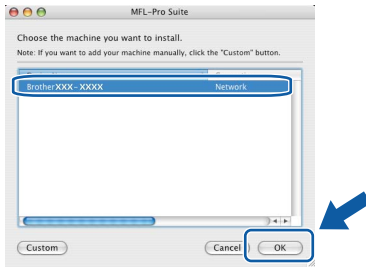 MFL-Pro Suite
Choose the machine you want to install.
Note: If you want to add your machine manually, click the "Custom" button.
BrotherXXX-XXXX Network
Custom Cancel OK